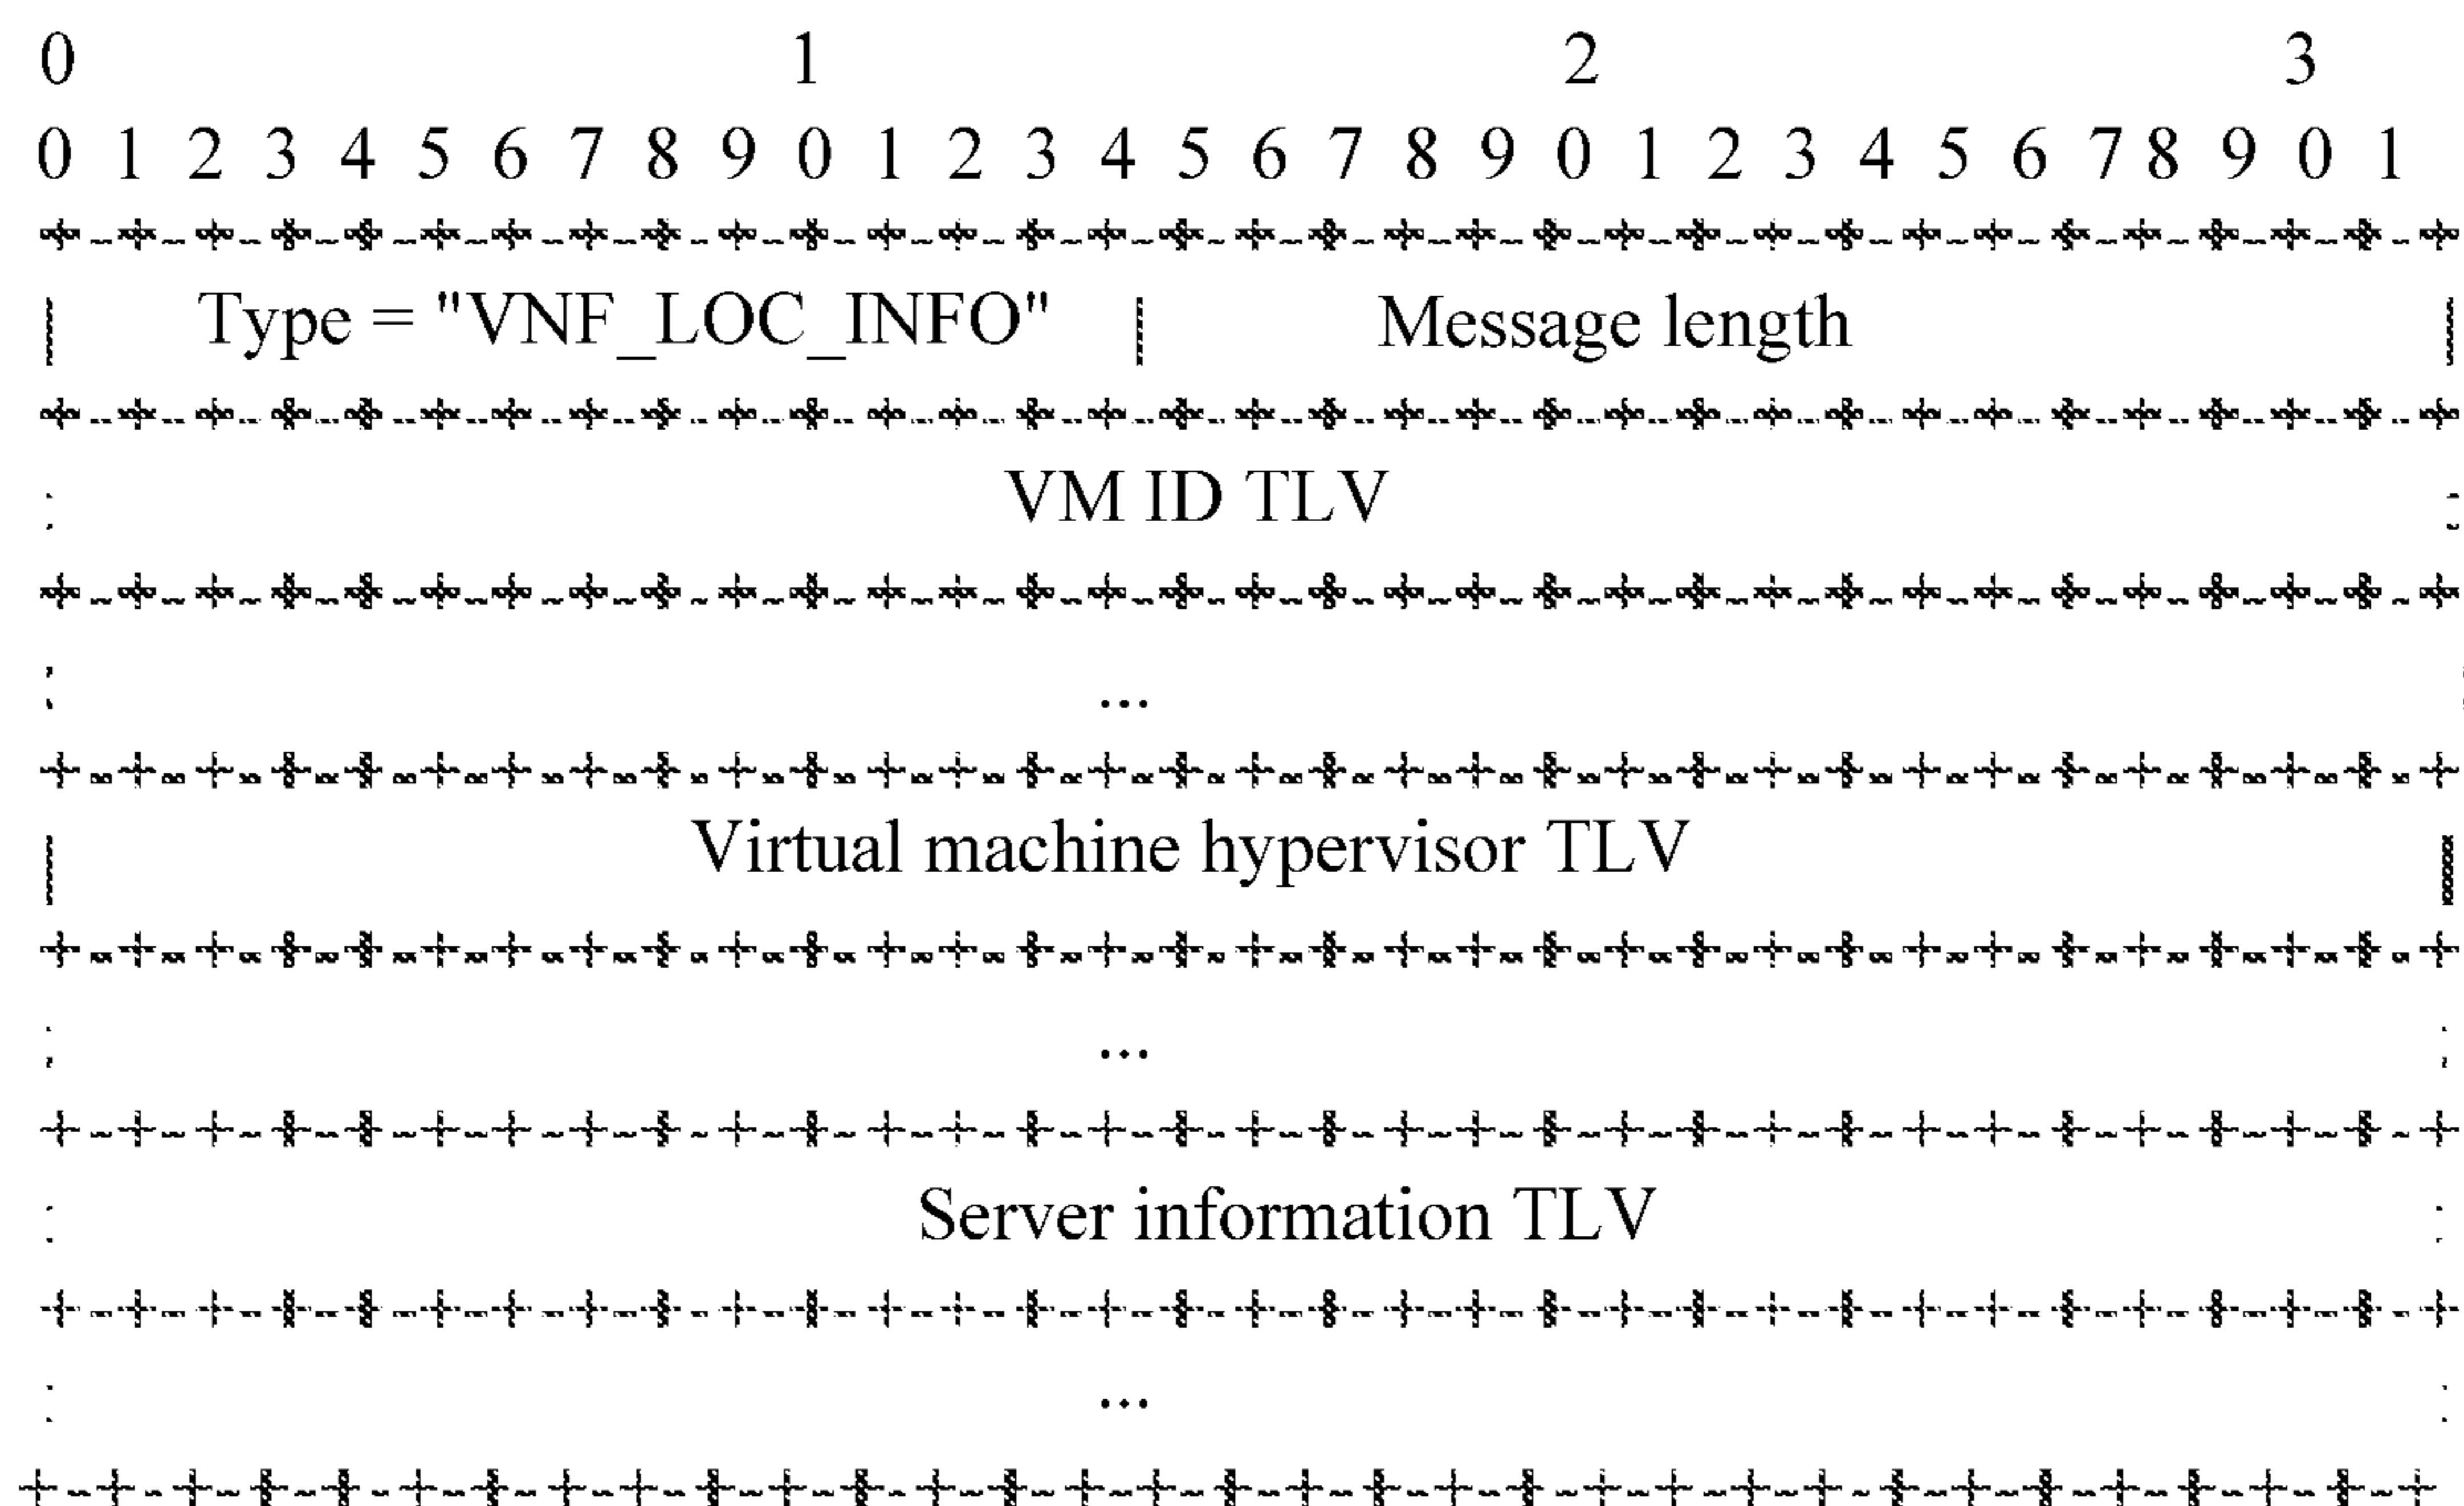 0 1 2 3
0 1 2 3 4 5 6 7 8 9 0 1 2 3 4 5 6 7 8 9 0 1 2 3 4 5 6 7 8 9 0 1
+-+-+-+-+-+-+-+-+-+-+-+-+-+-+-+-+-+-+-+-+-+-+-+-+-+-+-+-+-+-+-+-+
| Type = "VNF_LOC_INFO" | Message length |
+-+-+-+-+-+-+-+-+-+-+-+-+-+-+-+-+-+-+-+-+-+-+-+-+-+-+-+-+-+-+-+-+
: VM ID TLV :
+-+-+-+-+-+-+-+-+-+-+-+-+-+-+-+-+-+-+-+-+-+-+-+-+-+-+-+-+-+-+-+-+
: ... :
+-+-+-+-+-+-+-+-+-+-+-+-+-+-+-+-+-+-+-+-+-+-+-+-+-+-+-+-+-+-+-+-+
| Virtual machine hypervisor TLV |
+-+-+-+-+-+-+-+-+-+-+-+-+-+-+-+-+-+-+-+-+-+-+-+-+-+-+-+-+-+-+-+-+
: ... :
+-+-+-+-+-+-+-+-+-+-+-+-+-+-+-+-+-+-+-+-+-+-+-+-+-+-+-+-+-+-+-+-+
: Server information TLV :
+-+-+-+-+-+-+-+-+-+-+-+-+-+-+-+-+-+-+-+-+-+-+-+-+-+-+-+-+-+-+-+-+
: ... :
+-+-+-+-+-+-+-+-+-+-+-+-+-+-+-+-+-+-+-+-+-+-+-+-+-+-+-+-+-+-+-+-+